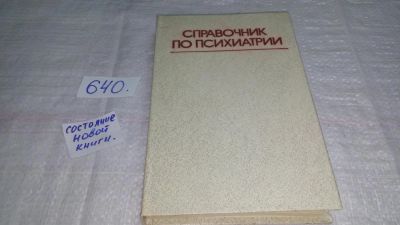 СПРАВОЧНИК
ПО ПСИХИАТРИИ
640.
СОСТОЯНИЕ
НОВОЙ
КНИГИ.